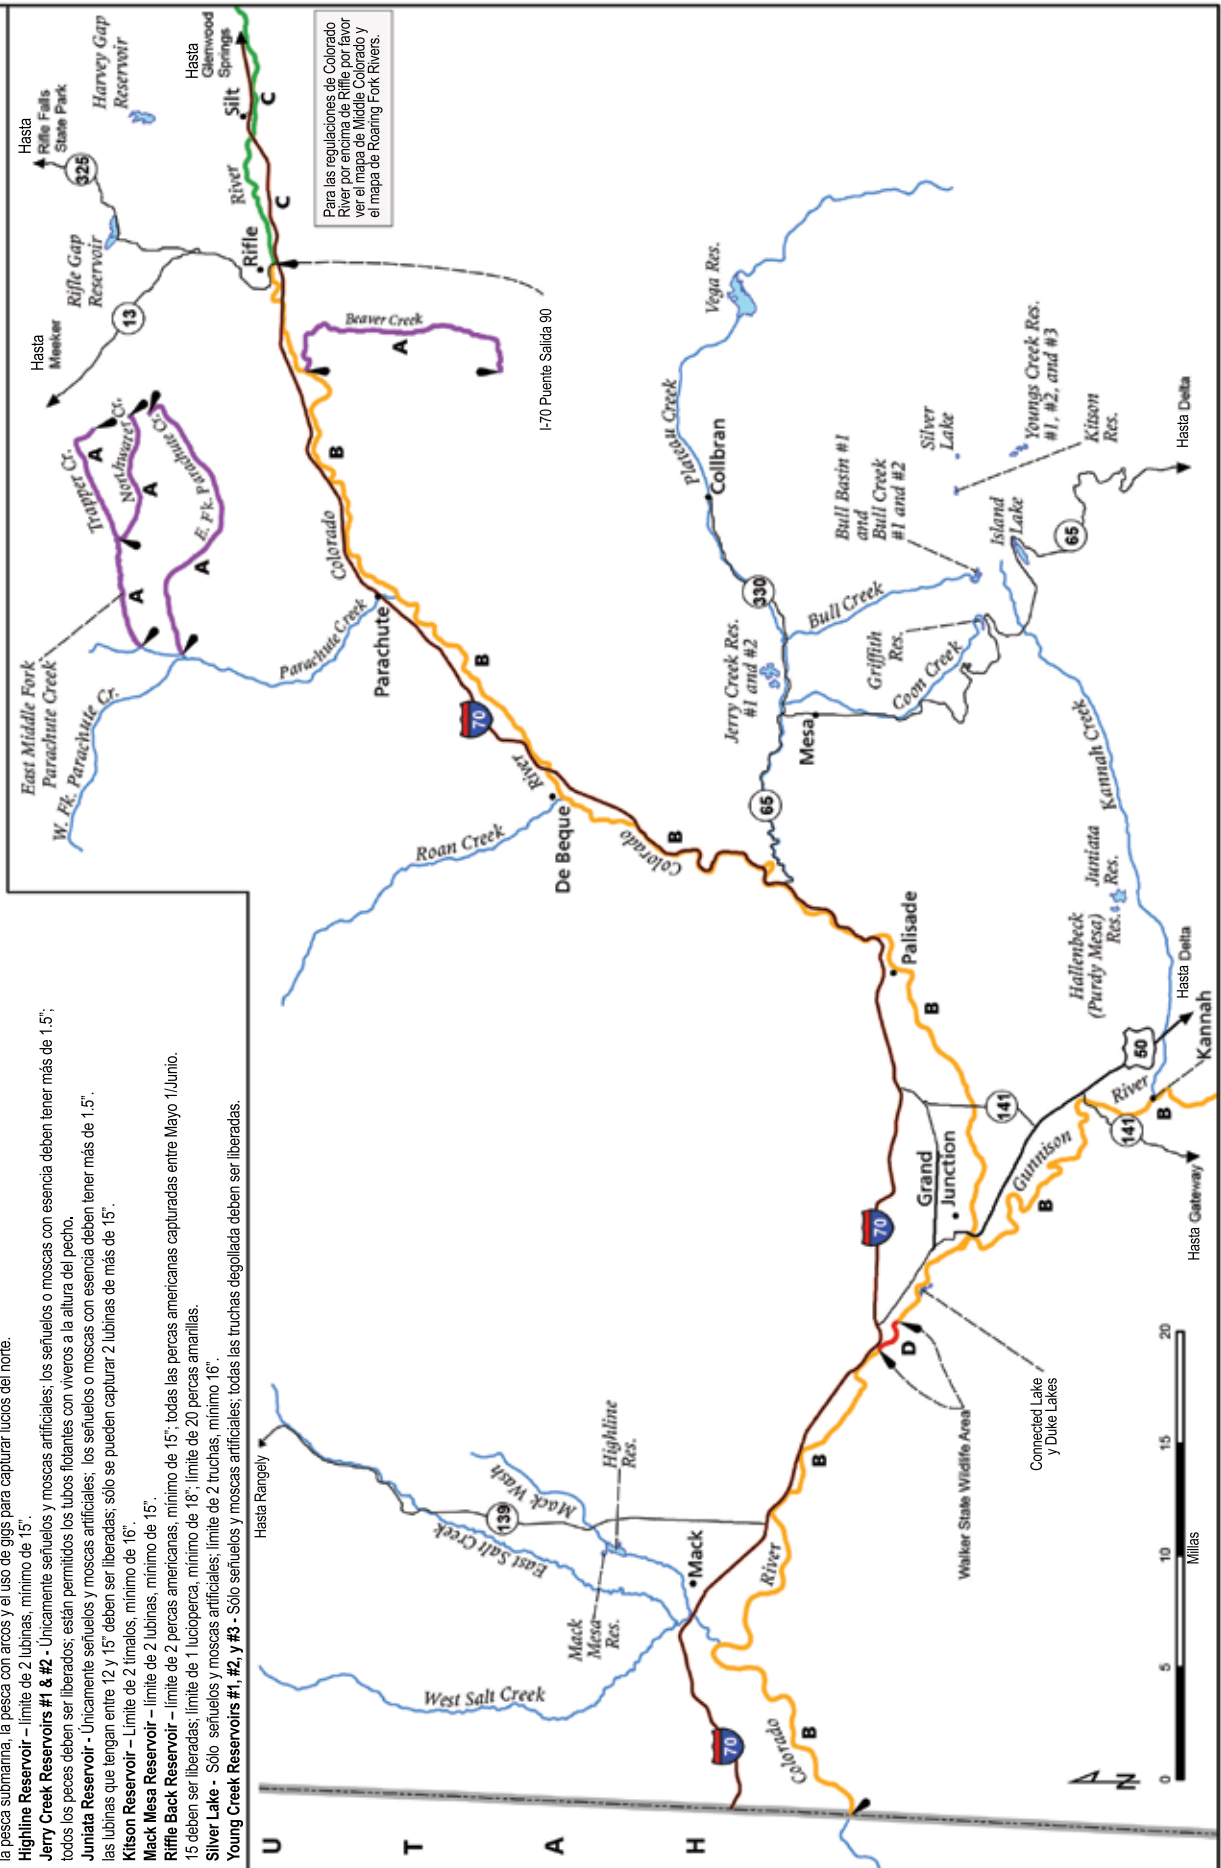 la pesca submarina, la pesca con arcos y el uso de gigs para capturar lucios del norte.
Highline Reservoir – límite de 2 lubinas, mínimo de 15”.
Jerry Creek Reservoirs #1 & #2 - Únicamente señuelos y moscas artificiales; los señuelos o moscas con esencia deben tener más de 1.5”;
todos los peces deben ser liberados; están permitidos los tubos flotantes con viveros a la altura del pecho.
Juniata Reservoir - Únicamente señuelos y moscas artificiales; los señuelos o moscas con esencia deben tener más de 1.5”.
las lubinas que tengan entre 12 y 15” deben ser liberadas; sólo se pueden capturar 2 lubinas de más de 15”.
Kitson Reservoir – Límite de 2 tímalos, mínimo de 16”.
Mack Mesa Reservoir – límite de 2 lubinas, mínimo de 15”.
Riffle Back Reservoir – límite de 2 percas americanas, mínimo de 15”; todas las percas americanas capturadas entre Mayo 1/Junio.
15 deben ser liberadas; límite de 1 lucioperca, mínimo de 18”; límite de 20 percas amarillas.
Silver Lake - Sólo señuelos y moscas artificiales; límite de 2 truchas, mínimo 16”.
Young Creek Reservoirs #1, #2, y #3 - Sólo señuelos y moscas artificiales; todas las truchas degollada deben ser liberadas.
East Middle Fork
Parachute Creek
W. Fk. Parachute Cr.
Trapper Cr.
Northwater Cr.
E. Fk. Parachute Cr.
A
A
A
A
Hasta
Meeker
13
Hasta
Rifle Falls
State Park
325
Rifle Gap
Reservoir
Harvey Gap
Reservoir
Hasta
Glenwood
Springs
Silt
River
C
C
Rifle
Para las regulaciones de Colorado
River por encima de Riffle por favor
ver el mapa de Middle Colorado y
el mapa de Roaring Fork Rivers.
Beaver Creek
A
I-70 Puente Salida 90
B
Colorado
Parachute Creek
Parachute
B
70
River
Roan Creek
De Beque
Colorado
B
Plateau Creek
Vega Res.
Collbran
330
Bull Basin #1
and
Bull Creek
#1 and #2
Silver
Lake
Youngs Creek Res.
#1, #2, and #3
Kitson
Res.
Island
Lake
65
Hasta Delta
Jerry Creek Res.
#1 and #2
Bull Creek
Griffith
Res.
Coon Creek
Mesa
65
Kannah Creek
Palisade
B
Hallenbeck
(Purdy Mesa)
Res.
Juniata
Res.
Hasta Delta
50
Kannah
River
B
141
141
Grand
Junction
Gunnison
B
Hasta Gateway
70
D
Walker State Wildlife Area
Connected Lake
y Duke Lakes
Hasta Rangely
139
Mack Wash
Highline
Res.
East Salt Creek
Mack
Mesa
Res.
Mack
B
River
West Salt Creek
70
Colorado
B
U
T
A
H
N
0
5
10
15
20
Millas